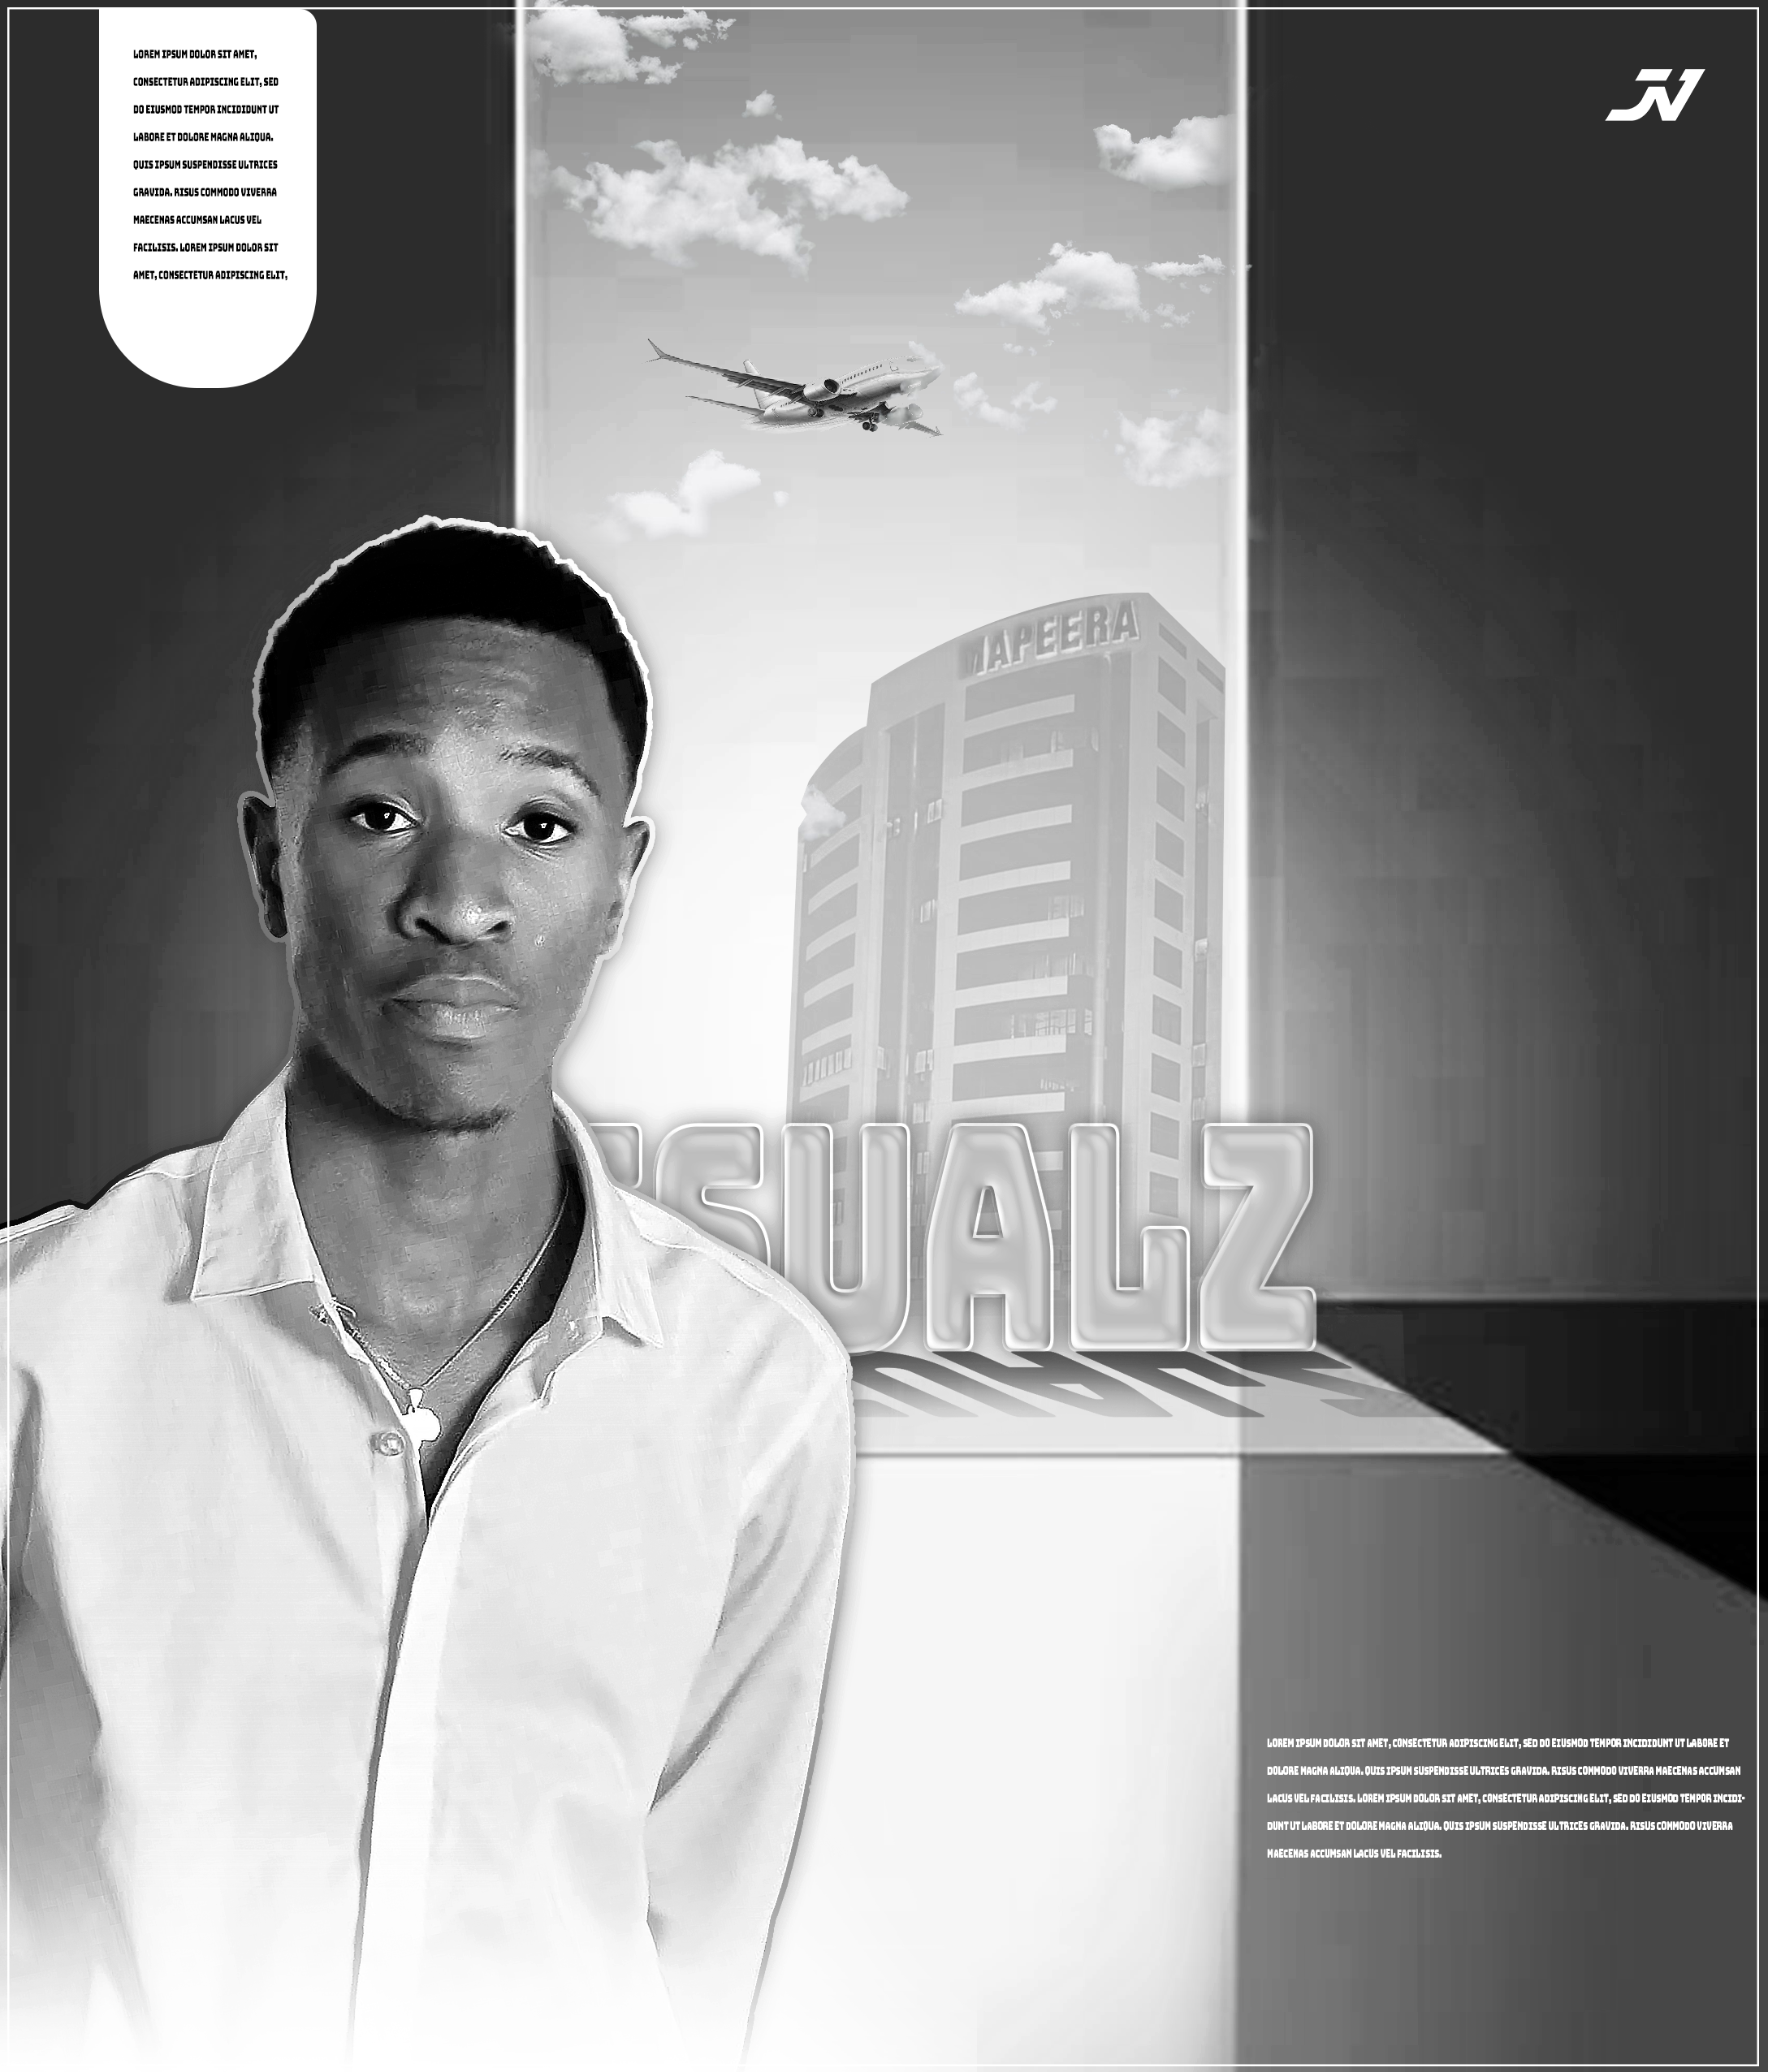 LOREM IPSUM DOLOR SIT AMET,
CONSECTETUR ADIPISCING ELIT, SED
DO EIUSMOD TEMPOR INCIDIDUNT UT
LABORE ET DOLORE MAGNA ALIQUA.
QUIS IPSUM SUSPENDISSE ULTRICES
GRAVIDA. RISUS COMMODO VIVERRA
MAECENAS ACCUMSAN LACUS VEL
FACILISIS. LOREM IPSUM DOLOR SIT
AMET, CONSECTETUR ADIPISCING ELIT,
JN
MAPEERA
SUALZ
LOREM IPSUM DOLOR SIT AMET, CONSECTETUR ADIPISCING ELIT, SED DO EIUSMOD TEMPOR INCIDIDUNT UT LABORE ET
DOLORE MAGNA ALIQUA. QUIS IPSUM SUSPENDISSE ULTRICES GRAVIDA. RISUS COMMODO VIVERRA MAECENAS ACCUMSAN
LACUS VEL FACILISIS. LOREM IPSUM DOLOR SIT AMET, CONSECTETUR ADIPISCING ELIT, SED DO EIUSMOD TEMPOR INCIDI-
DUNT UT LABORE ET DOLORE MAGNA ALIQUA. QUIS IPSUM SUSPENDISSE ULTRICES GRAVIDA. RISUS COMMODO VIVERRA
MAECENAS ACCUMSAN LACUS VEL FACILISIS.